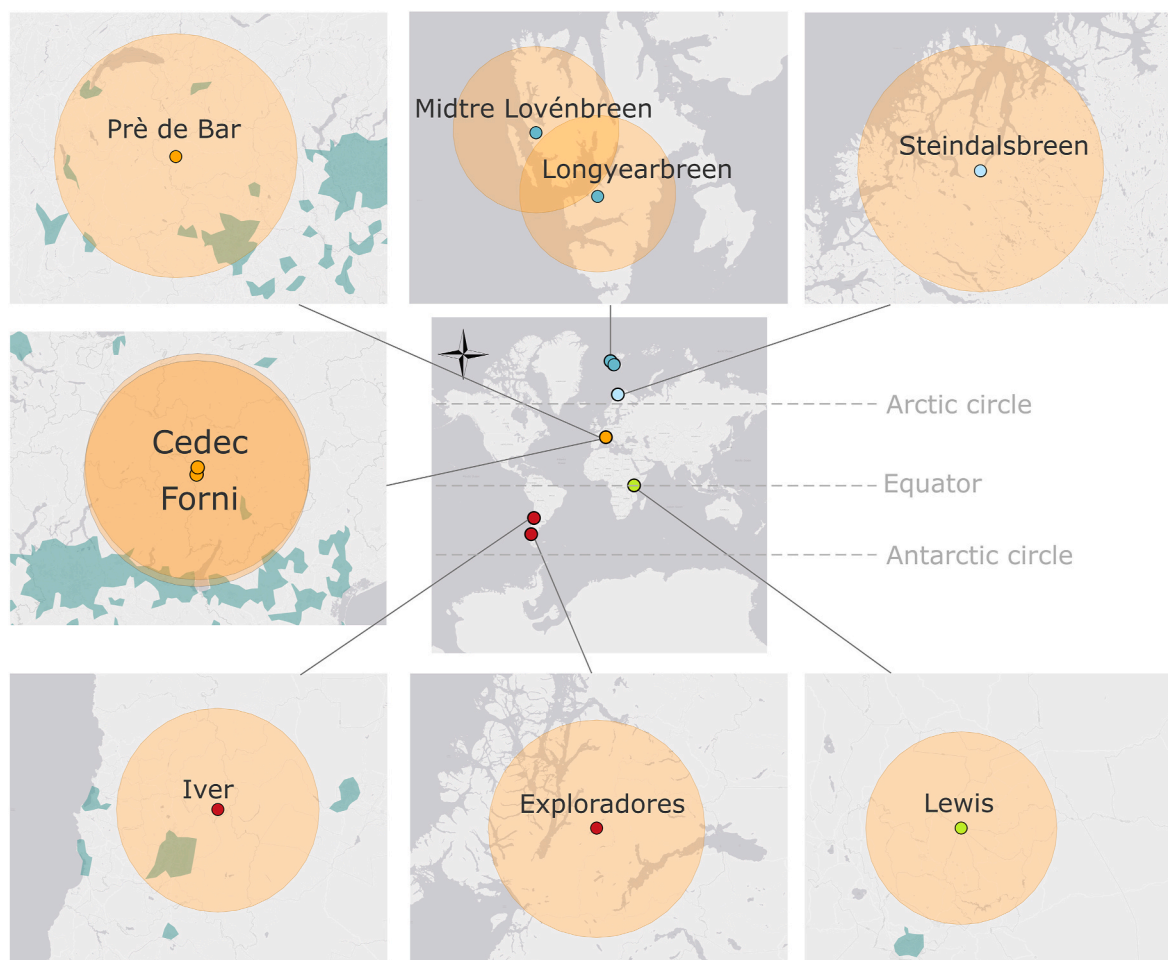 Prè de Bar
Midtre Lovénbreen
Longyearbreen
Steindalsbreen
Cedec
Forni
Arctic circle
Equator
Antarctic circle
Iver
Exploradores
Lewis